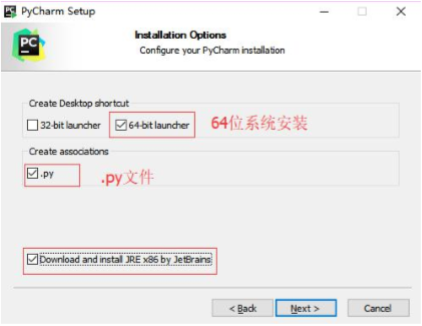 PyCharm Setup
PC
Installation Options
Configure your PyCharm installation
Create Desktop shortcut
32-bit launcher
64-bit launcher
64位系统安装
Create associations
.py
.py文件
Download and install JRE x86 by JetBrains
< Back
Next >
Cancel